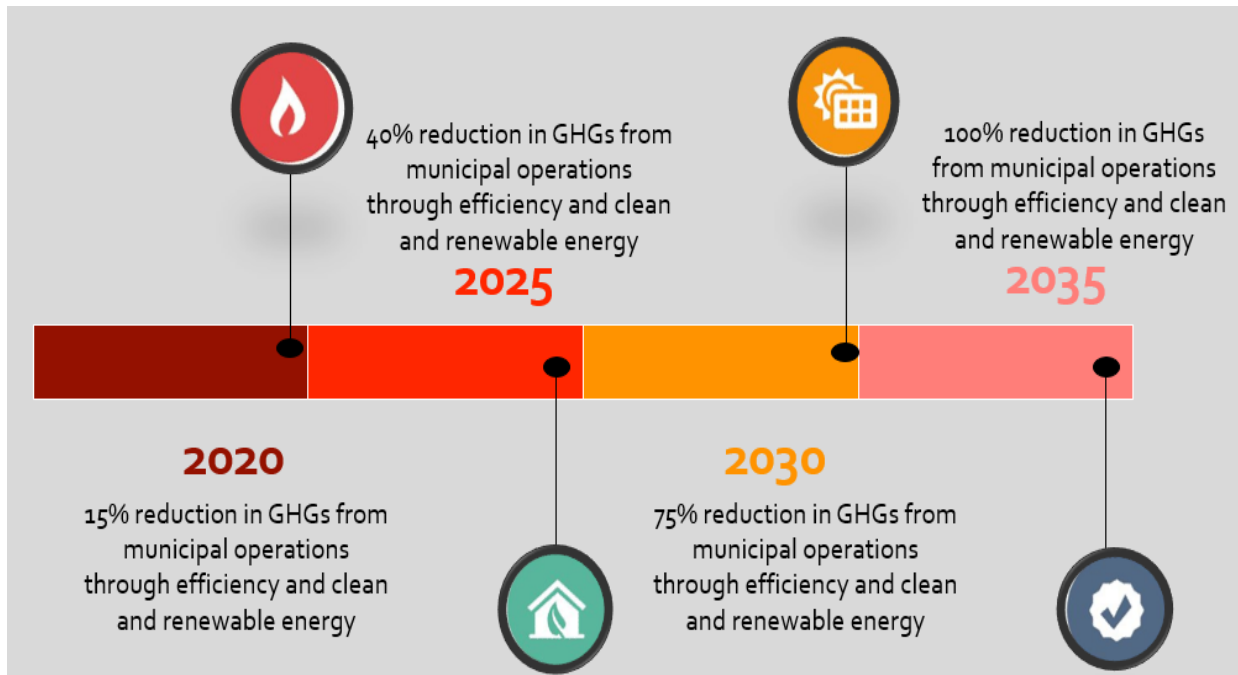 40% reduction in GHGs from
municipal operations
through efficiency and clean
and renewable energy
2025
100% reduction in GHGs
from municipal operations
through efficiency and clean
and renewable energy
2035
2020
15% reduction in GHGs from
municipal operations
through efficiency and clean
and renewable energy
2030
75% reduction in GHGs from
municipal operations
through efficiency and clean
and renewable energy